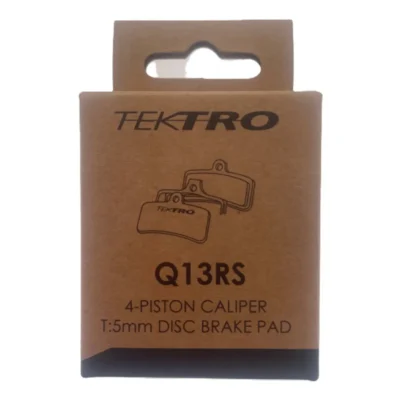 TEKTRO
TEKTRO
Q13RS
4-PISTON CALIPER
T:5mm DISC BRAKE PAD